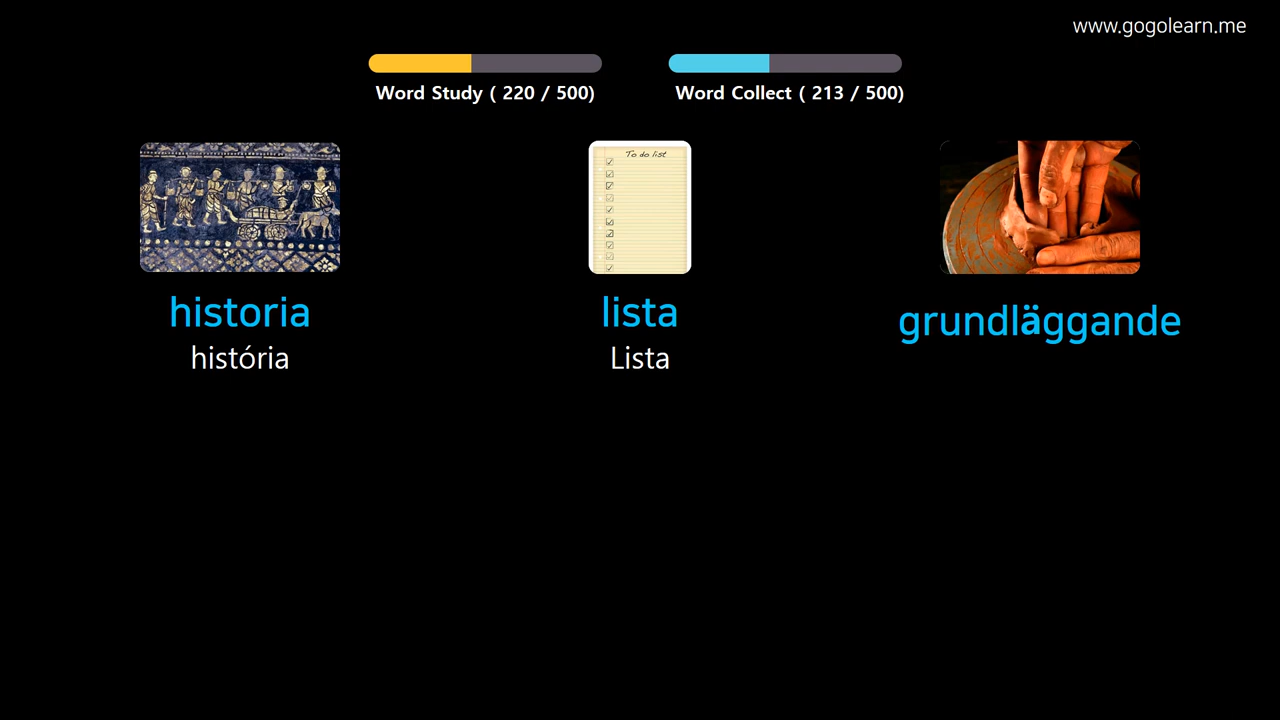 www.gogolearn.me
Word Study ( 220 / 500)
Word Collect ( 213 / 500)
To do list
historia
lista
grundläggande
história
Lista